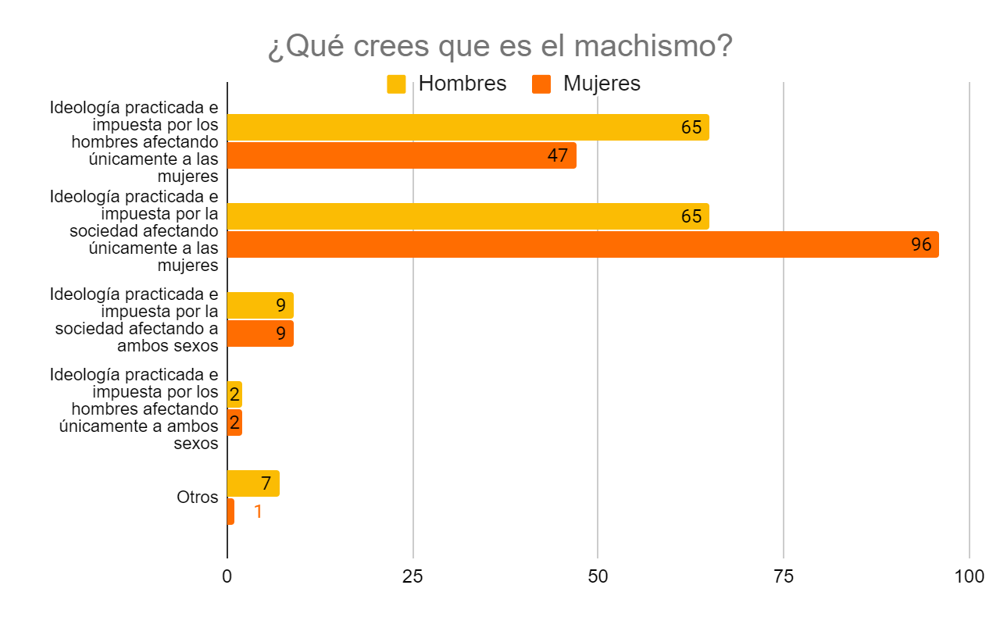 ¿Qué crees que es el machismo?
Hombres Mujeres
Ideología practicada e
impuesta por los
hombres afectando
únicamente a las
mujeres
65
47
Ideología practicada e
impuesta por la
sociedad afectando
únicamente a las
mujeres
65
96
Ideología practicada e
impuesta por la
sociedad afectando a
ambos sexos
9
9
Ideología practicada e
impuesta por los
hombres afectando
únicamente a ambos
sexos
2
2
Otros
7
1
0 25 50 75 100